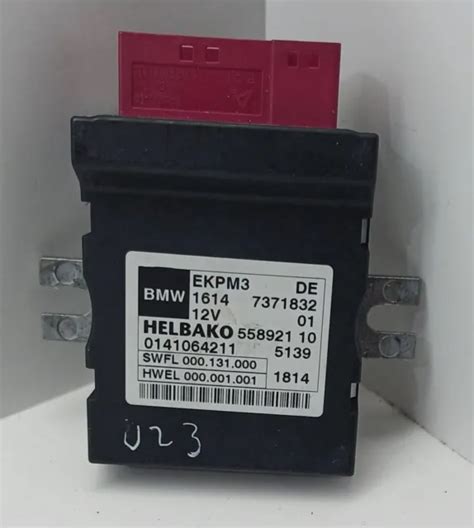 EKPM3 DE
BMW 1614 7371832
12V 01
HELBAKO 558921 10
0141064211 5139
SWFL 000.131.000
HWEL 000.001.001 1814
U23